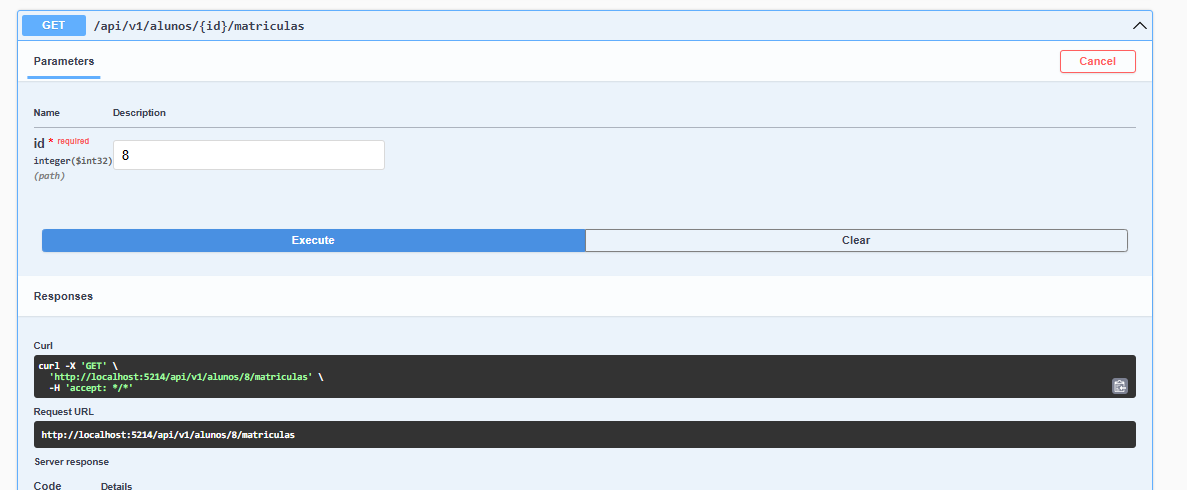 GET /api/v1/alunos/{id}/matriculas
Parameters
Cancel
Name Description
id * required
integer($int32)
(path)
8
Execute Clear
Responses
Curl
curl -X 'GET' \
'http://localhost:5214/api/v1/alunos/8/matriculas' \
-H 'accept: */*'
Request URL
http://localhost:5214/api/v1/alunos/8/matriculas
Server response
Code Details